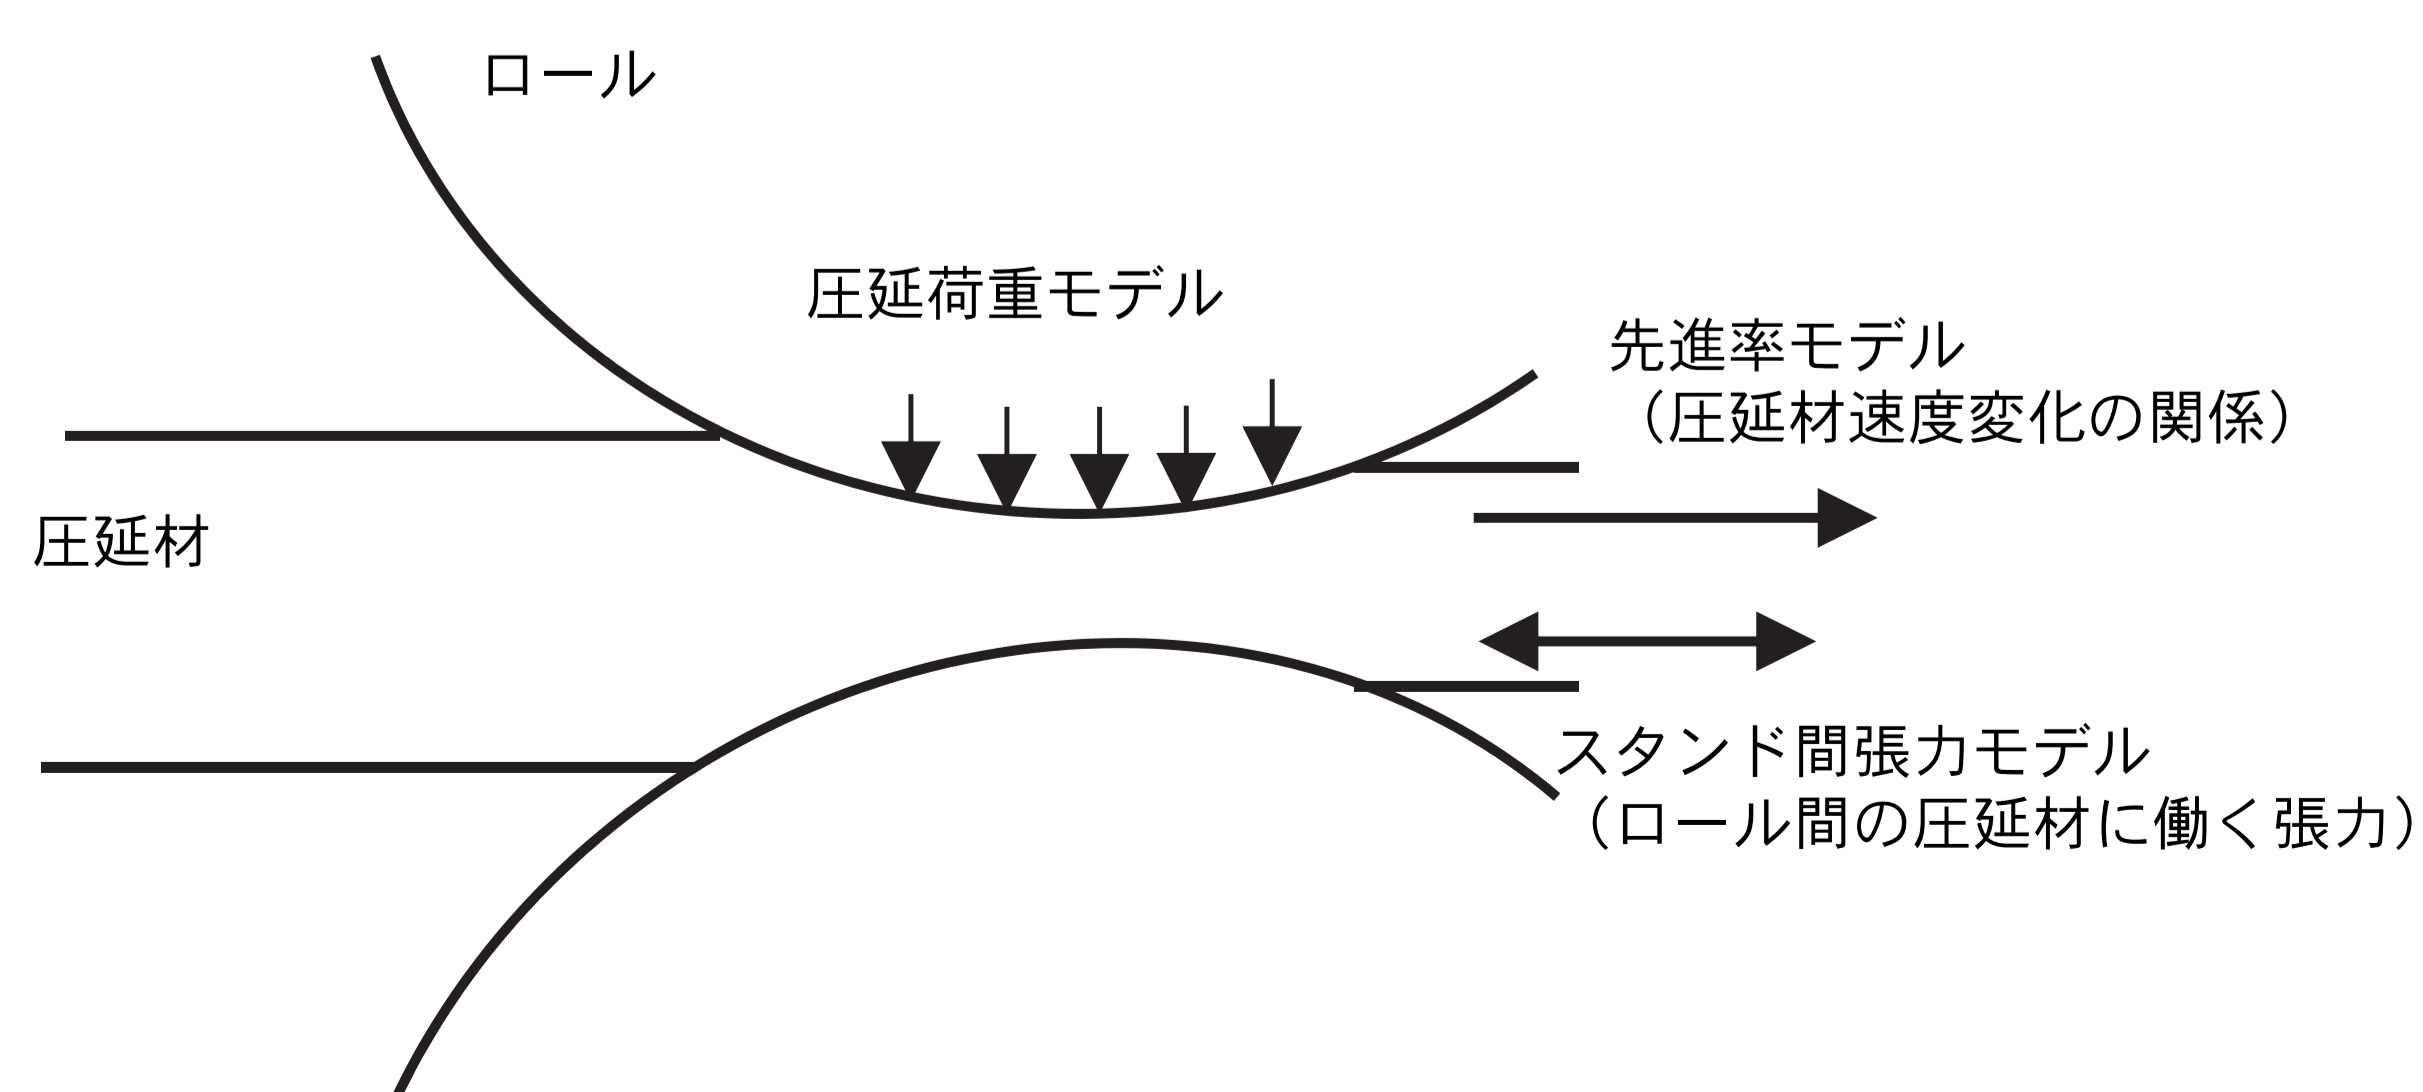 ロール
圧延荷重モデル
先進率モデル
（圧延材速度変化の関係）
圧延材
スタンド間張力モデル
（ロール間の圧延材に働く張力）